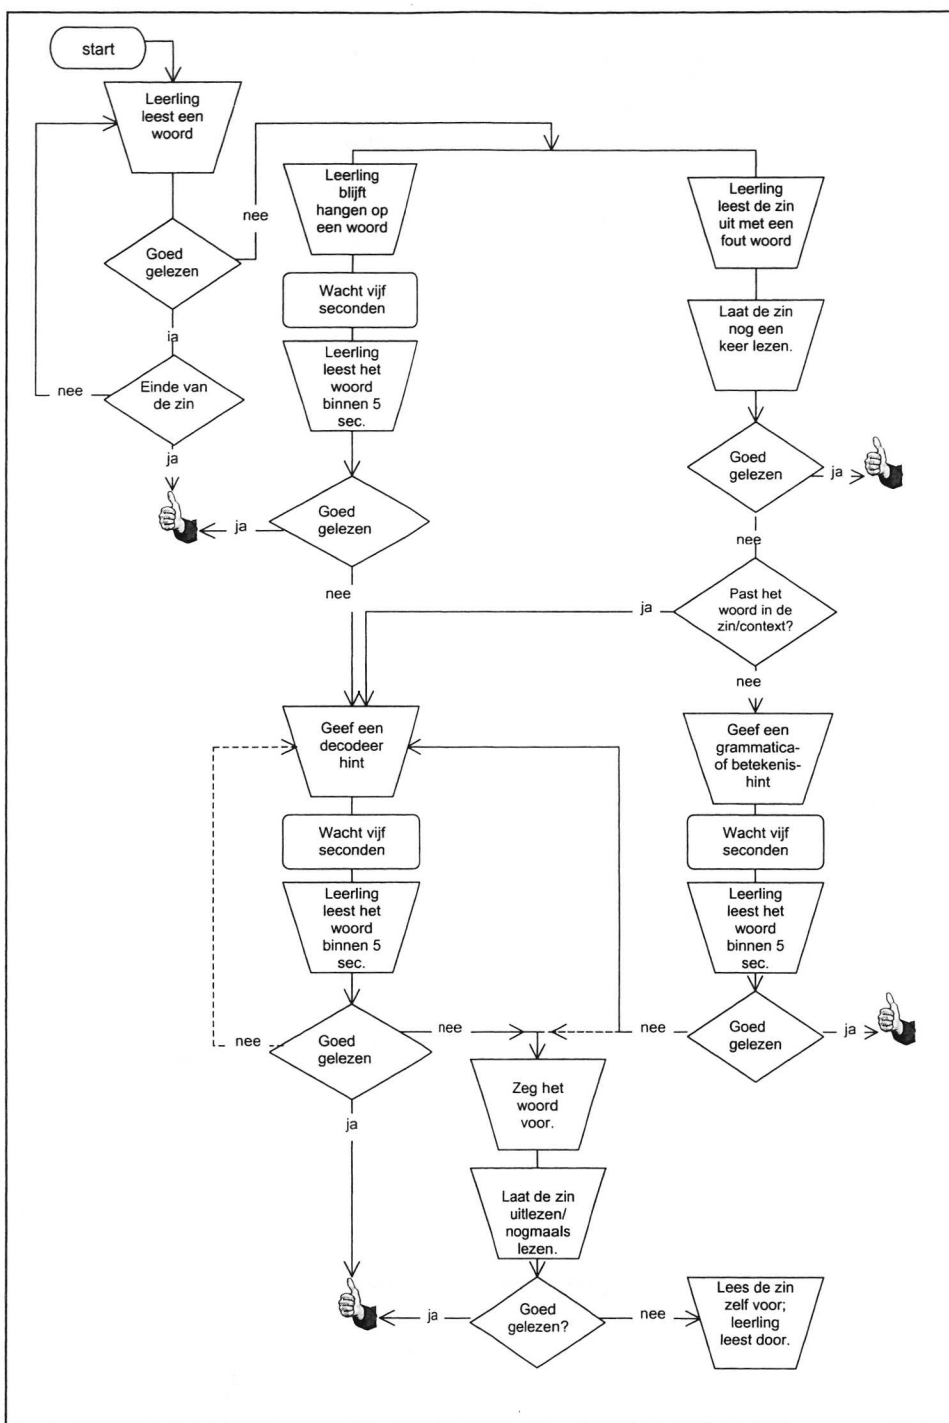 start
Leerling
leest een
woord
nee
Goed
gelezen
ja
nee
Einde van
de zin
ja
Leerling
blijft
hangen op
een woord
Wacht vijf
seconden
Leerling
leest het
woord
binnen 5
sec.
ja
Goed
gelezen
nee
Leerling
leest de zin
uit met een
fout woord
Laat de zin
nog een
keer lezen.
Goed
gelezen
ja
nee
ja
Past het
woord in de
zin/context?
nee
Geef een
decodeer
hint
Wacht vijf
seconden
Leerling
leest het
woord
binnen 5
sec.
nee
Goed
gelezen
nee
ja
Geef een
grammatica-
of betekenis-
hint
Wacht vijf
seconden
Leerling
leest het
woord
binnen 5
sec.
nee
Goed
gelezen
ja
Zeg het
woord
voor.
Laat de zin
uitlezen/
nogmaals
lezen.
ja
Goed
gelezen?
nee
Lees de zin
zelf voor;
leerling
leest door.